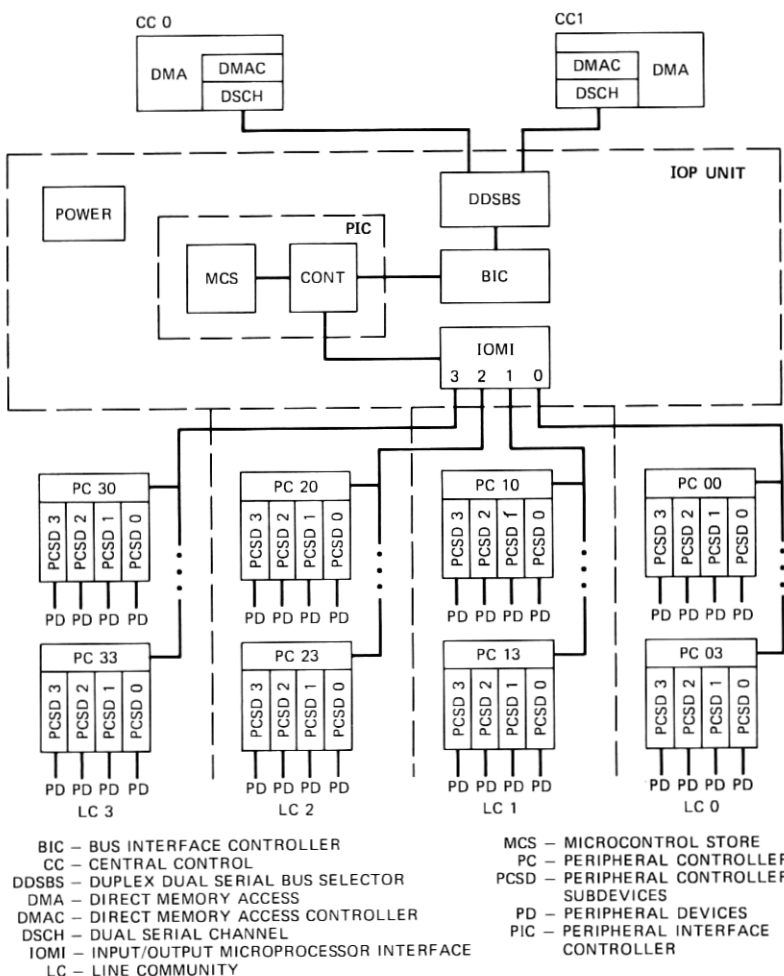 CC 0
CC1
DMA
DMAC
DSCH
DMAC
DSCH
DMA
IOP UNIT
POWER
DDSBS
PIC
MCS
CONT
BIC
IOMI
3 2 1 0
PC 30
PC 20
PC 10
PC 00
PCSD 3 PCSD 2 PCSD 1 PCSD 0
PCSD 3 PCSD 2 PCSD 1 PCSD 0
PCSD 3 PCSD 2 PCSD 1 PCSD 0
PCSD 3 PCSD 2 PCSD 1 PCSD 0
PD PD PD PD
PD PD PD PD
PD PD PD PD
PD PD PD PD
PC 33
PC 23
PC 13
PC 03
PCSD 3 PCSD 2 PCSD 1 PCSD 0
PCSD 3 PCSD 2 PCSD 1 PCSD 0
PCSD 3 PCSD 2 PCSD 1 PCSD 0
PCSD 3 PCSD 2 PCSD 1 PCSD 0
PD PD PD PD
PD PD PD PD
PD PD PD PD
PD PD PD PD
LC 3
LC 2
LC 1
LC 0
BIC – BUS INTERFACE CONTROLLER
CC – CENTRAL CONTROL
DDSBS – DUPLEX DUAL SERIAL BUS SELECTOR
DMA – DIRECT MEMORY ACCESS
DMAC – DIRECT MEMORY ACCESS CONTROLLER
DSCH – DUAL SERIAL CHANNEL
IOMI – INPUT/OUTPUT MICROPROCESSOR INTERFACE
LC – LINE COMMUNITY
MCS – MICROCONTROL STORE
PC – PERIPHERAL CONTROLLER
PCSD – PERIPHERAL CONTROLLER
SUBDEVICES
PD – PERIPHERAL DEVICES
PIC – PERIPHERAL INTERFACE
CONTROLLER